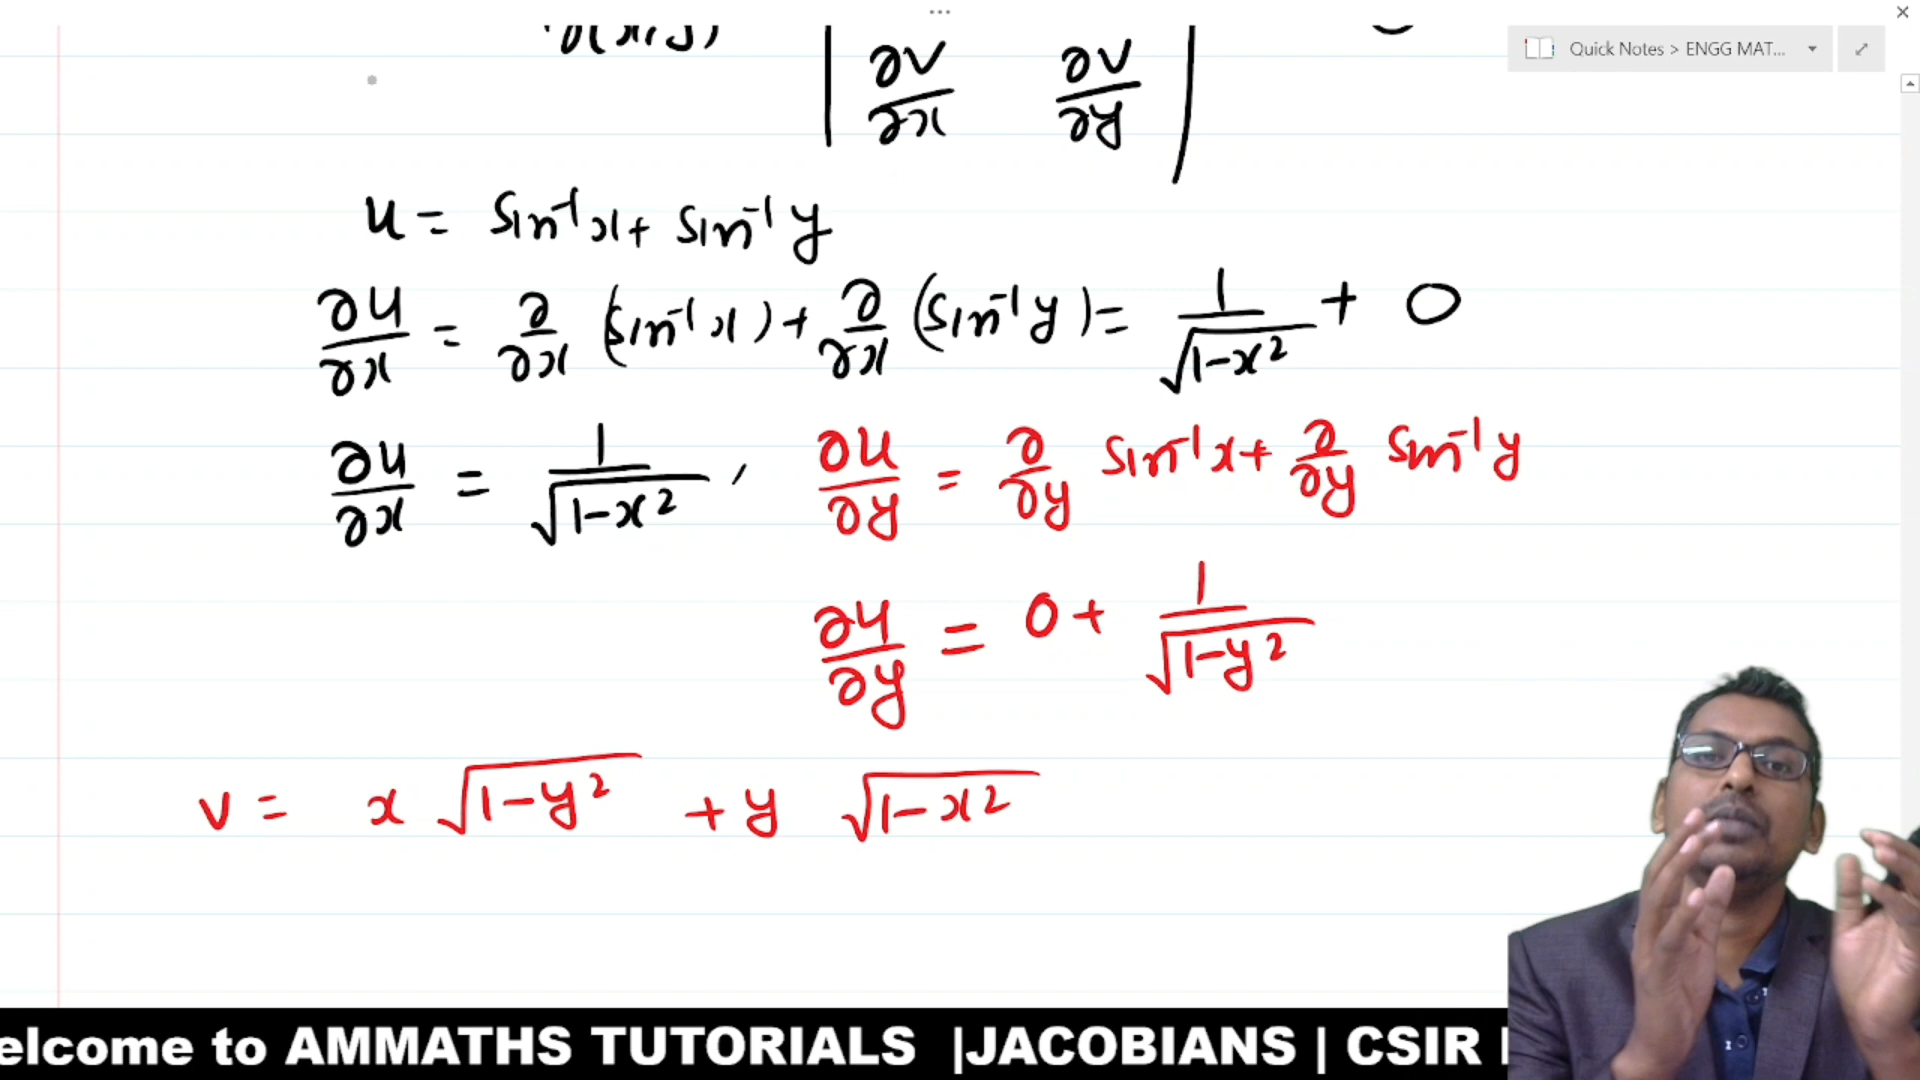 Quick Notes > ENGG MAT...
∂v/∂x ∂v/∂y
u = sin⁻¹x + sin⁻¹y
∂u/∂x = ∂/∂x (sin⁻¹x) + ∂/∂x (sin⁻¹y) = 1/√(1-x²) + 0
∂u/∂x = 1/√(1-x²) , ∂u/∂y = ∂/∂y sin⁻¹x + ∂/∂y sin⁻¹y
∂u/∂y = 0 + 1/√(1-y²)
v = x √(1-y²) + y √(1-x²)
elcome to AMMATHS TUTORIALS |JACOBIANS | CSIR